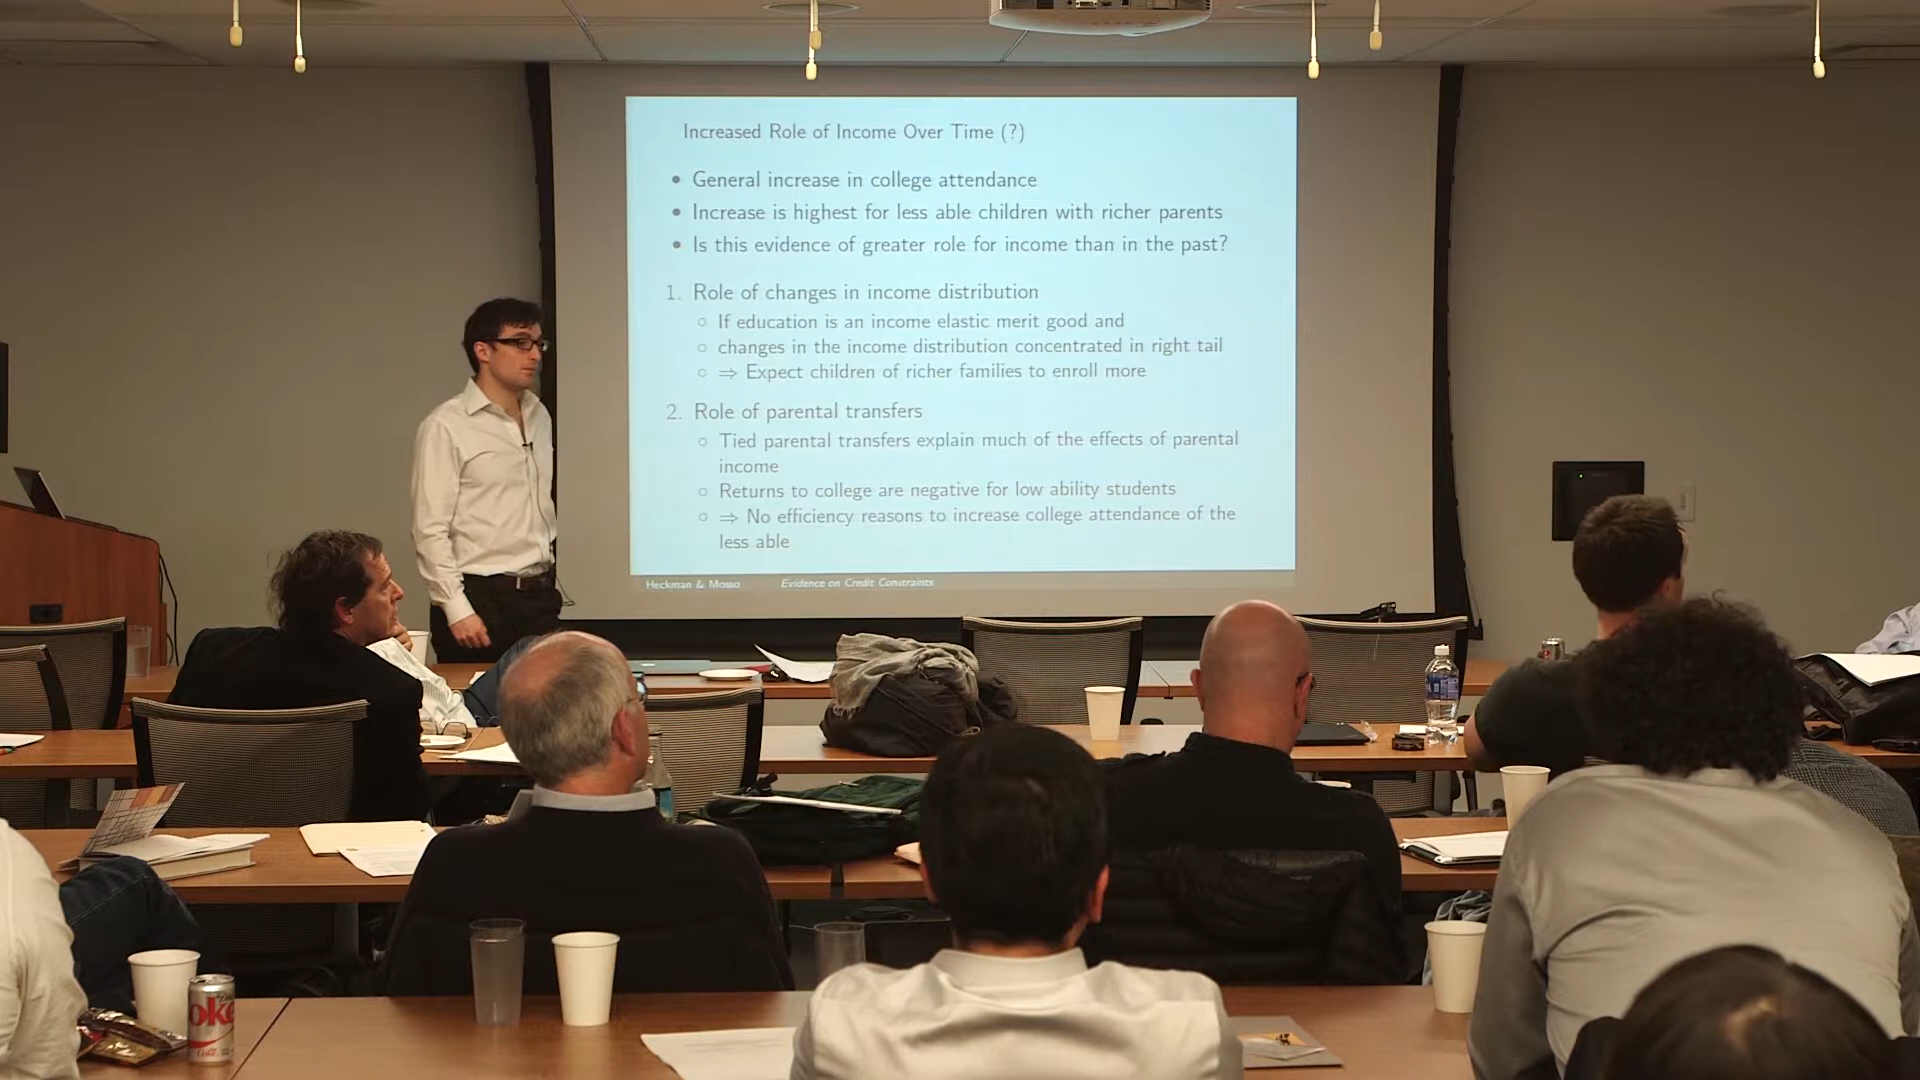 Increased Role of Income Over Time (?)
• General increase in college attendance
• Increase is highest for less able children with richer parents
• Is this evidence of greater role for income than in the past?
1. Role of changes in income distribution
○ If education is an income elastic merit good and
○ changes in the income distribution concentrated in right tail
○ ⇒ Expect children of richer families to enroll more
2. Role of parental transfers
○ Tied parental transfers explain much of the effects of parental
income
○ Returns to college are negative for low ability students
○ ⇒ No efficiency reasons to increase college attendance of the
less able
Heckman & Mosso Evidence on Credit Constraints
oke
Coke